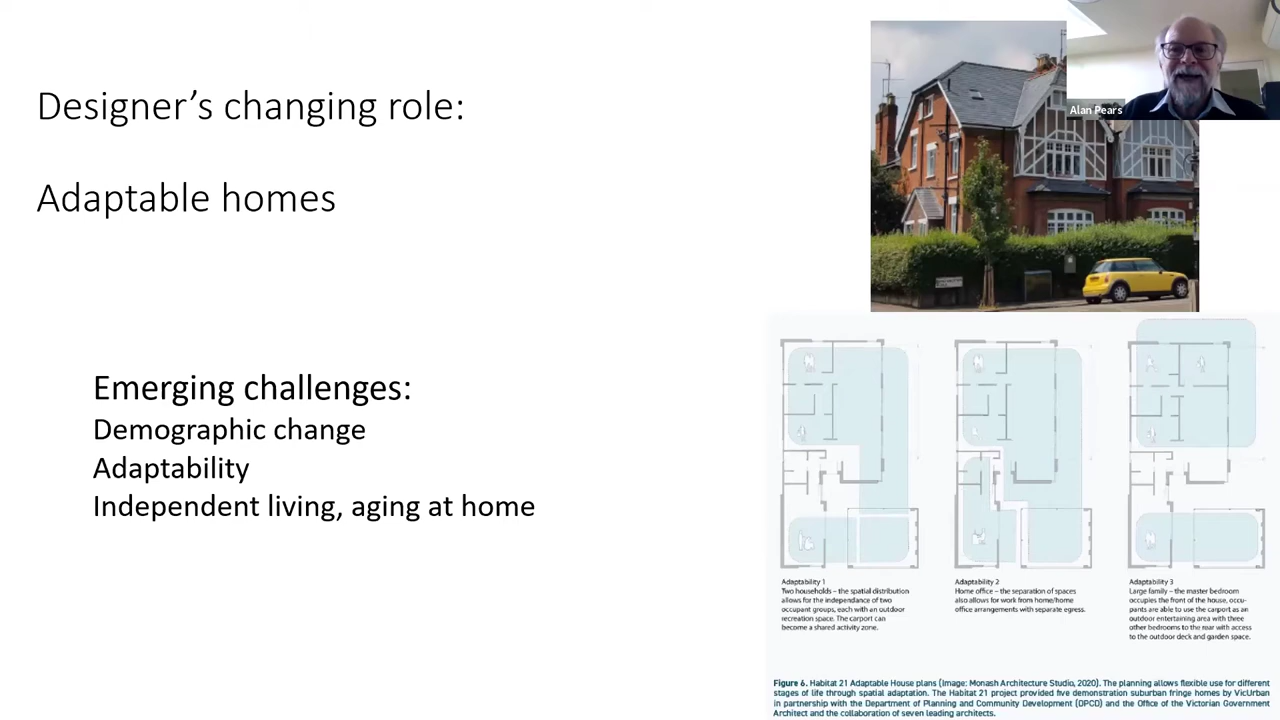 Designer's changing role:
Adaptable homes
Alan Pears
Emerging challenges:
Demographic change
Adaptability
Independent living, aging at home
Adaptability 1
Two households – the spatial distribution
allows for the independance of two
occupant groups, each with an outdoor
recreation space. The carport can
become a shared activity zone.
Adaptability 2
Home office – the separation of spaces
also allows for work from home/home
office arrangements with separate egress.
Adaptability 3
Large family – the master bedroom
occupies the front of the house, occu-
pants are able to use the carport as an
outdoor entertaining area with three
other bedrooms to the rear with access
to the outdoor deck and garden space.
Figure 6. Habitat 21 Adaptable House plans (Image: Monash Architecture Studio, 2020). The planning allows flexible use for different
stages of life through spatial adaptation. The Habitat 21 project provided five demonstration suburban fringe homes by VicUrban
in partnership with the Department of Planning and Community Development (DPCD) and the Office of the Victorian Government
Architect and the collaboration of seven leading architects.